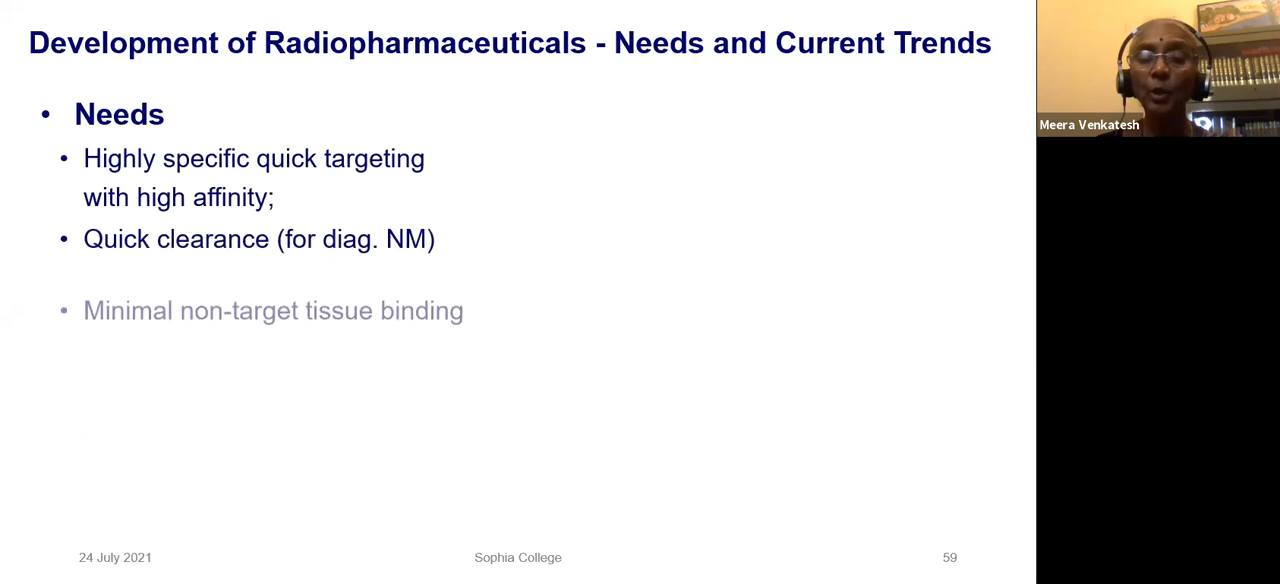 Development of Radiopharmaceuticals - Needs and Current Trends
• Needs
• Highly specific quick targeting
with high affinity;
• Quick clearance (for diag. NM)
• Minimal non-target tissue binding
24 July 2021
Sophia College
59
Meera Venkatesh